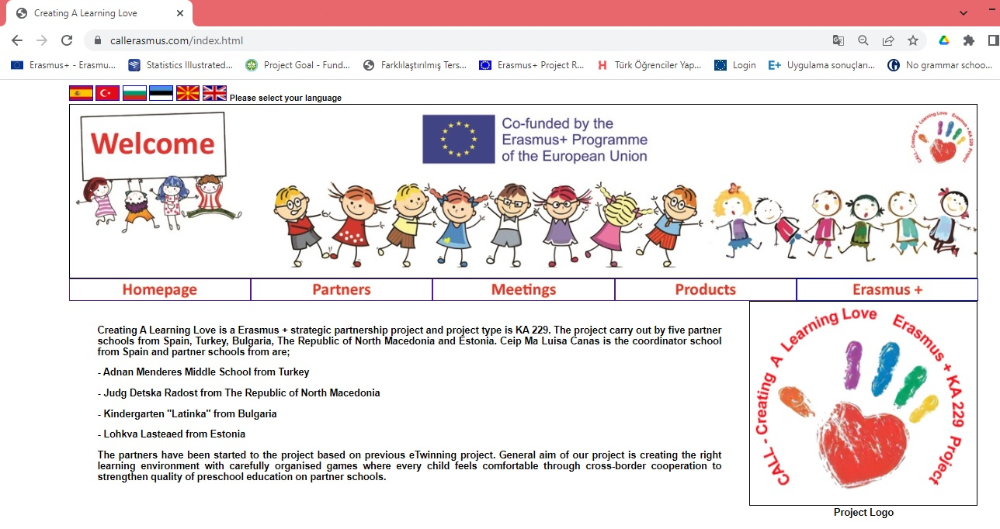 Creating A Learning Love
callerasmus.com/index.html
Erasmus+ - Erasmu...
Statistics Illustrated...
Project Goal - Fund...
Farklılaştırılmış Ters...
Erasmus+ Project R...
Türk Öğrenciler Yap...
Login
Uygulama sonuçları...
No grammar schoo...
Please select your language
Welcome
Co-funded by the
Erasmus+ Programme
of the European Union
CALL - Creating A Learning Love Erasmus + KA 229 Project
Homepage
Partners
Meetings
Products
Erasmus +
Creating A Learning Love is a Erasmus + strategic partnership project and project type is KA 229. The project carry out by five partner
schools from Spain, Turkey, Bulgaria, The Republic of North Macedonia and Estonia. Ceip Ma Luisa Canas is the coordinator school
from Spain and partner schools from are;
- Adnan Menderes Middle School from Turkey
- Judg Detska Radost from The Republic of North Macedonia
- Kindergarten "Latinka" from Bulgaria
- Lohkva Lasteaed from Estonia
The partners have been started to the project based on previous eTwinning project. General aim of our project is creating the right
learning environment with carefully organised games where every child feels comfortable through cross-border cooperation to
strengthen quality of preschool education on partner schools.
CALL - Creating A Learning Love Erasmus + KA 229 Project
Project Logo